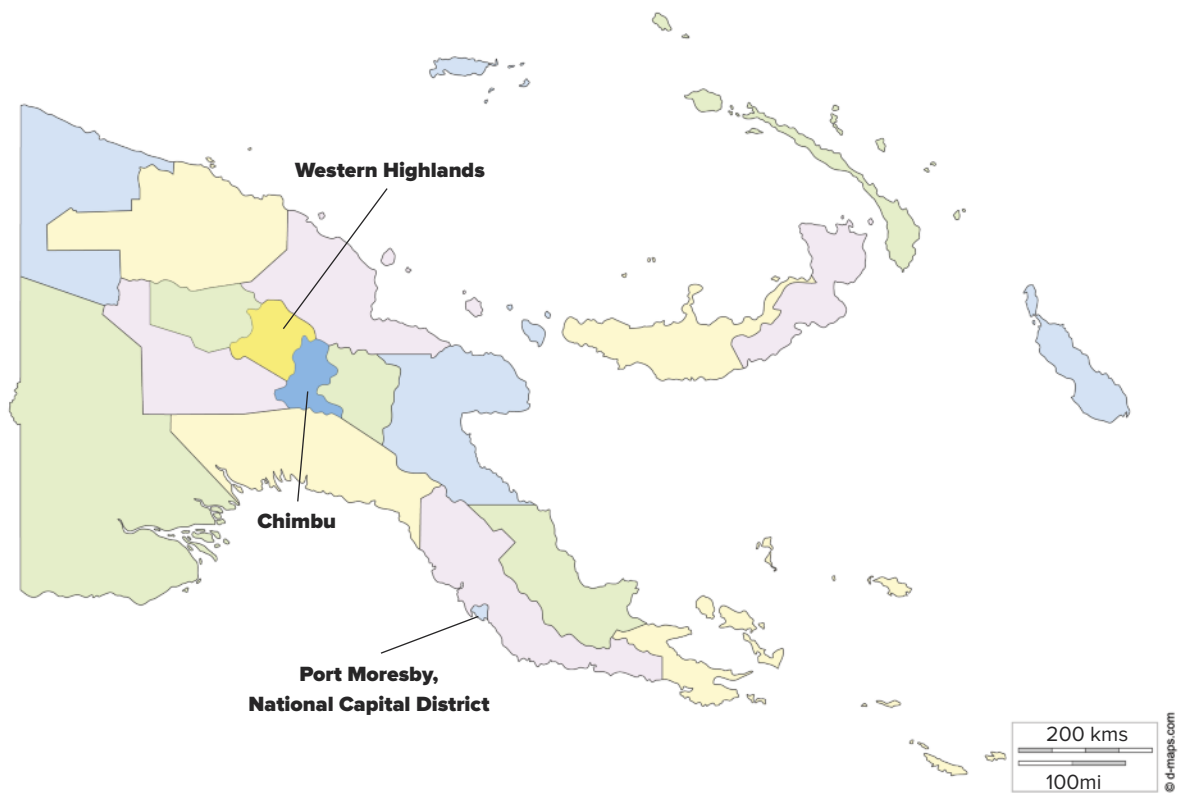 Western Highlands
Chimbu
Port Moresby,
National Capital District
200 kms
100mi
© d-maps.com